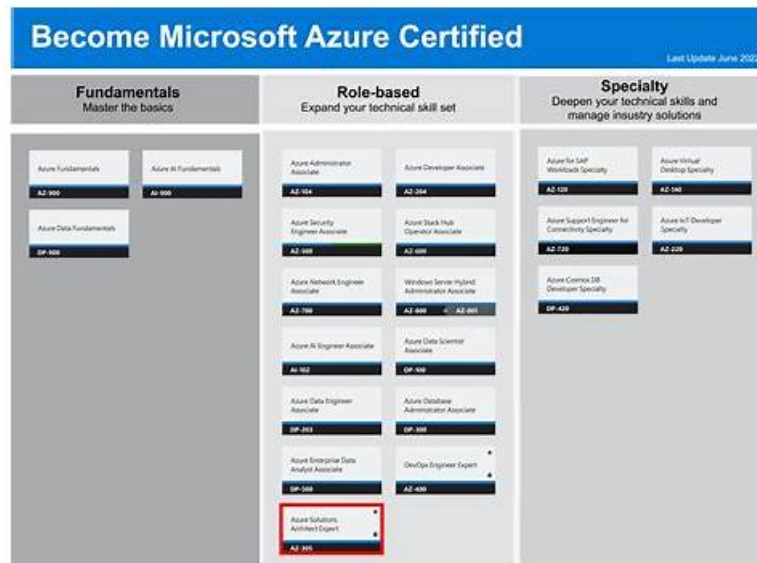 Become Microsoft Azure Certified
Last Update June 2022
Fundamentals
Master the basics
Azure Fundamentals
AZ-900
Azure AI Fundamentals
AI-900
Azure Data Fundamentals
DP-900
Role-based
Expand your technical skill set
Azure Administrator
Associate
AZ-104
Azure Developer Associate
AZ-204
Azure Security
Engineer Associate
AZ-500
Azure Stack Hub
Operator Associate
AZ-600
Azure Network Engineer
Associate
AZ-700
Windows Server Hybrid
Administrator Associate
AZ-800 + AZ-801
Azure AI Engineer Associate
AI-102
Azure Data Scientist
Associate
DP-100
Azure Data Engineer
Associate
DP-203
Azure Database
Administrator Associate
DP-300
Azure Enterprise Data
Analyst Associate
DP-500
DevOps Engineer Expert
AZ-400
Azure Solutions
Architect Expert
AZ-305
Specialty
Deepen your technical skills and
manage insustry solutions
Azure for SAP
Workloads Specialty
AZ-120
Azure Virtual
Desktop Specialty
AZ-140
Azure Support Engineer for
Connectivity Specialty
AZ-720
Azure IoT Developer
Specialty
AZ-220
Azure Cosmos DB
Developer Specialty
DP-420